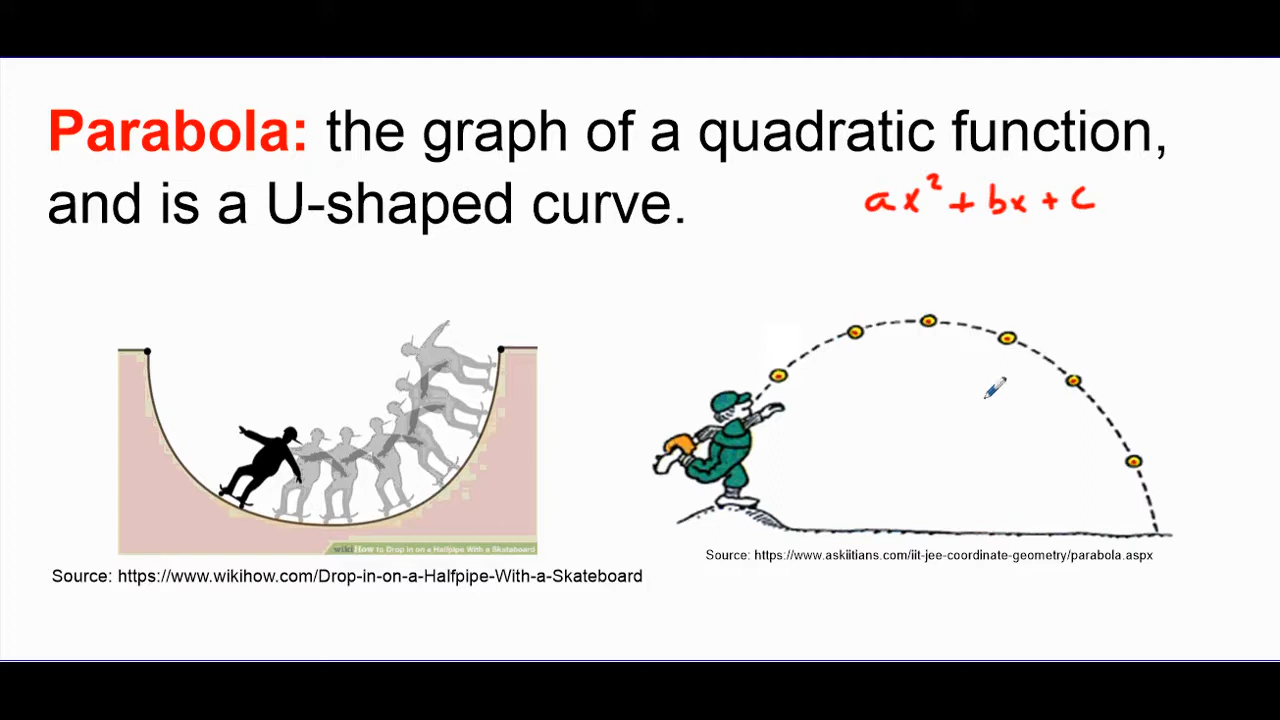 Parabola: the graph of a quadratic function,
and is a U-shaped curve.
ax² + bx + c
wikiHow to Drop in on a Halfpipe With a Skateboard
Source: https://www.wikihow.com/Drop-in-on-a-Halfpipe-With-a-Skateboard
Source: https://www.askiitians.com/iit-jee-coordinate-geometry/parabola.aspx